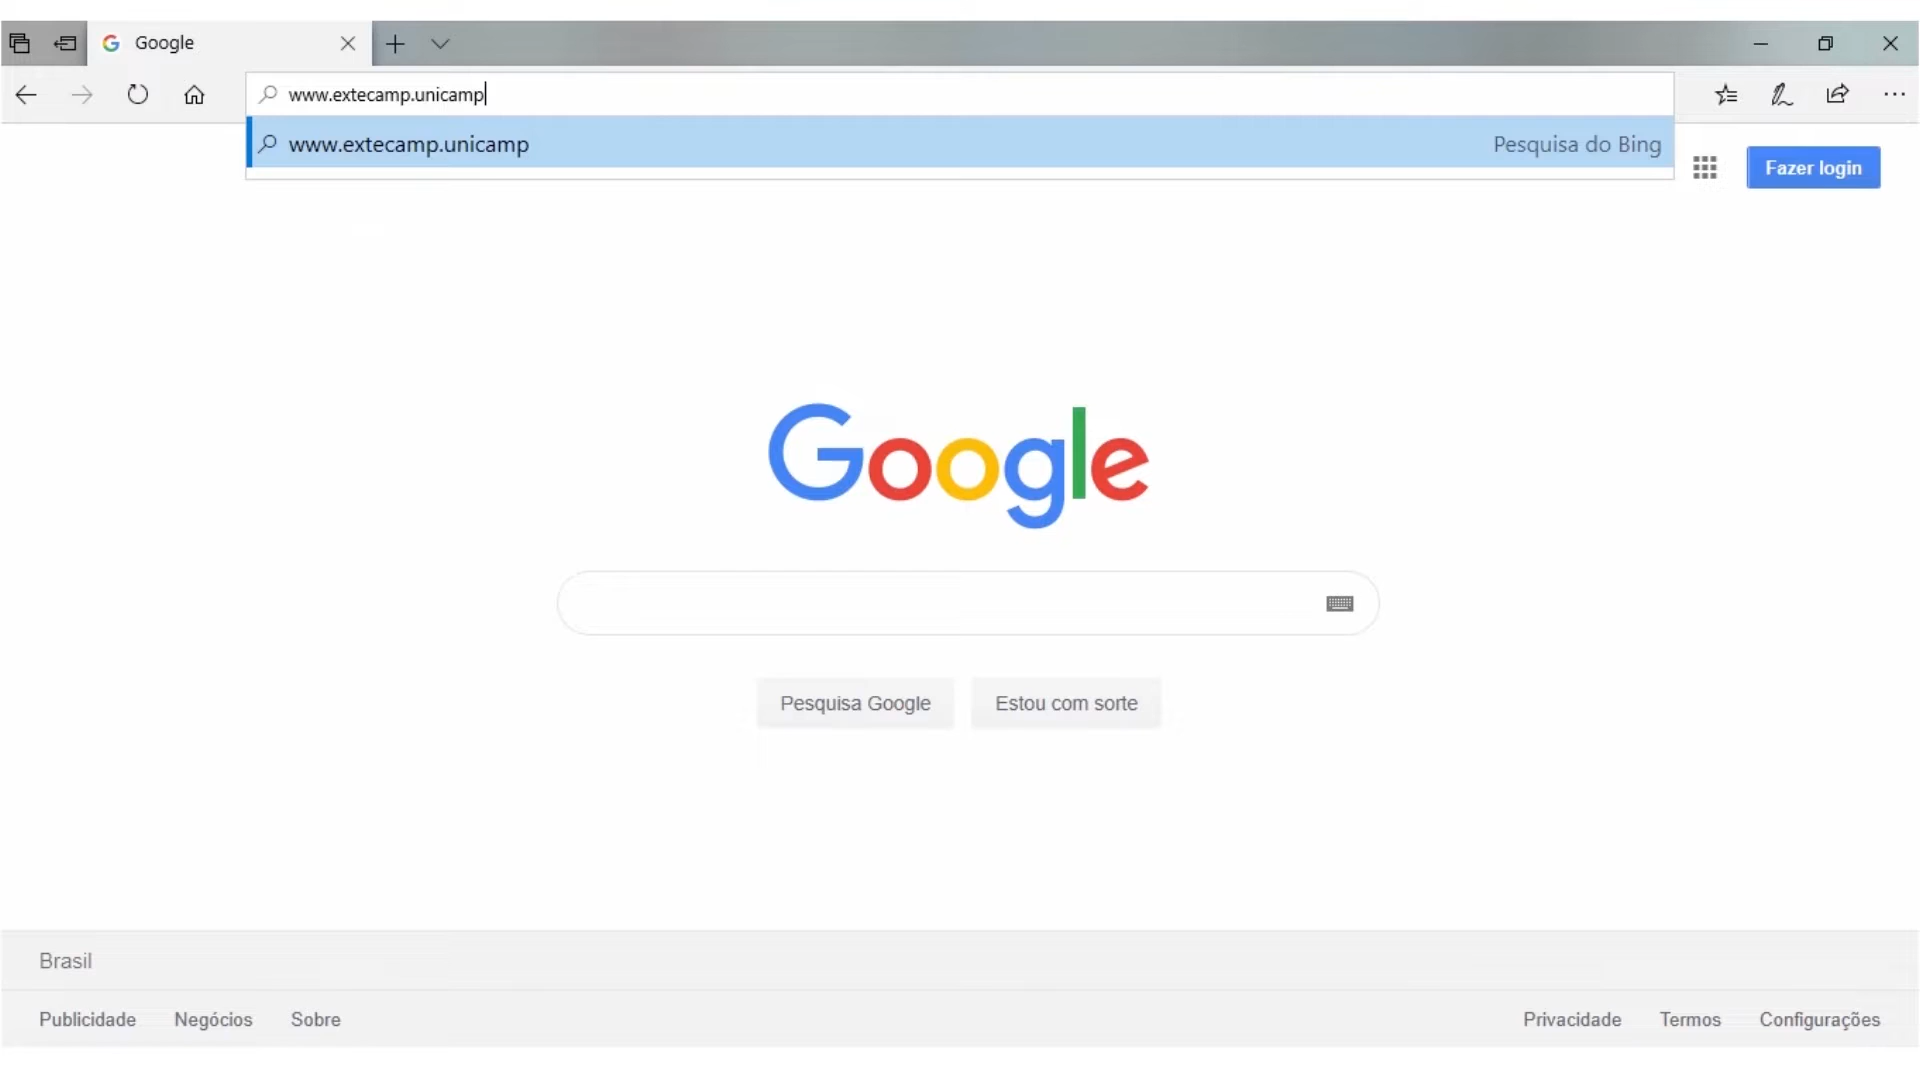 Google
www.extecamp.unicamp
www.extecamp.unicamp Pesquisa do Bing
Fazer login
Google
Pesquisa Google Estou com sorte
Brasil
Publicidade Negócios Sobre Privacidade Termos Configurações